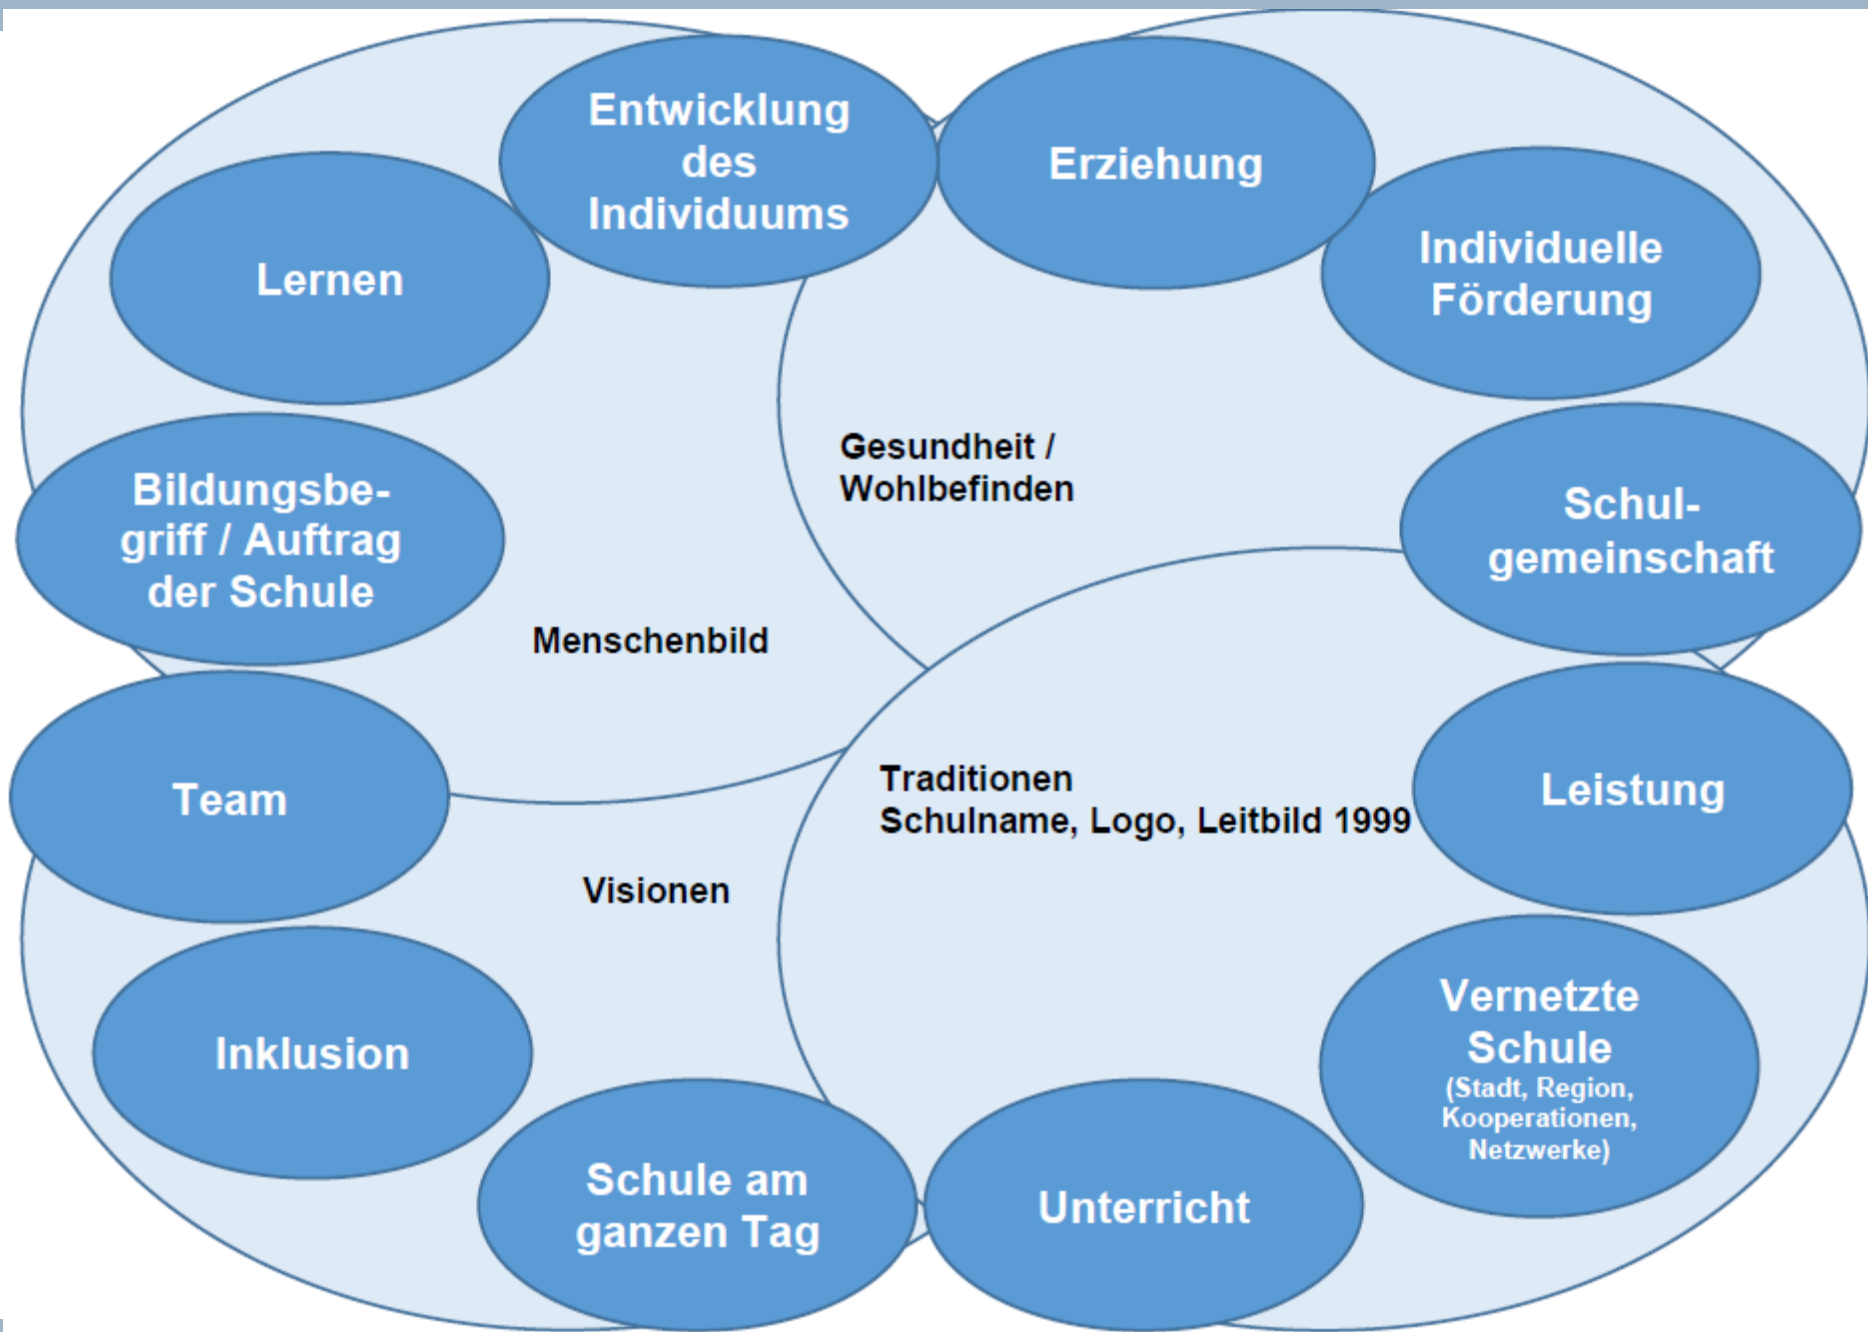 Entwicklung
des
Individuums
Erziehung
Individuelle
Förderung
Lernen
Gesundheit /
Wohlbefinden
Bildungsbe-
griff / Auftrag
der Schule
Schul-
gemeinschaft
Menschenbild
Team
Traditionen
Schulname, Logo, Leitbild 1999
Leistung
Visionen
Inklusion
Vernetzte
Schule
(Stadt, Region,
Kooperationen,
Netzwerke)
Schule am
ganzen Tag
Unterricht